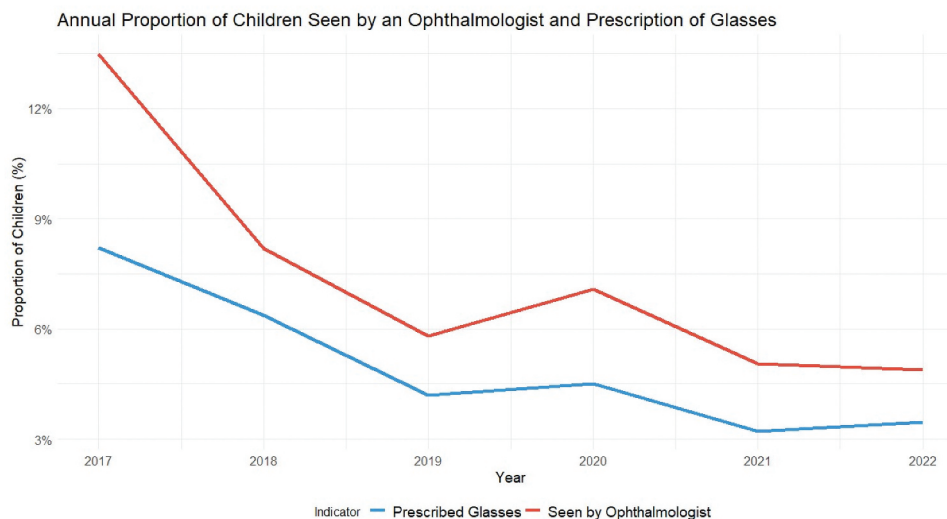 Annual Proportion of Children Seen by an Ophthalmologist and Prescription of Glasses
Proportion of Children (%)
12%
9%
6%
3%
2017 2018 2019 2020 2021 2022
Year
Indicator Prescribed Glasses Seen by Ophthalmologist